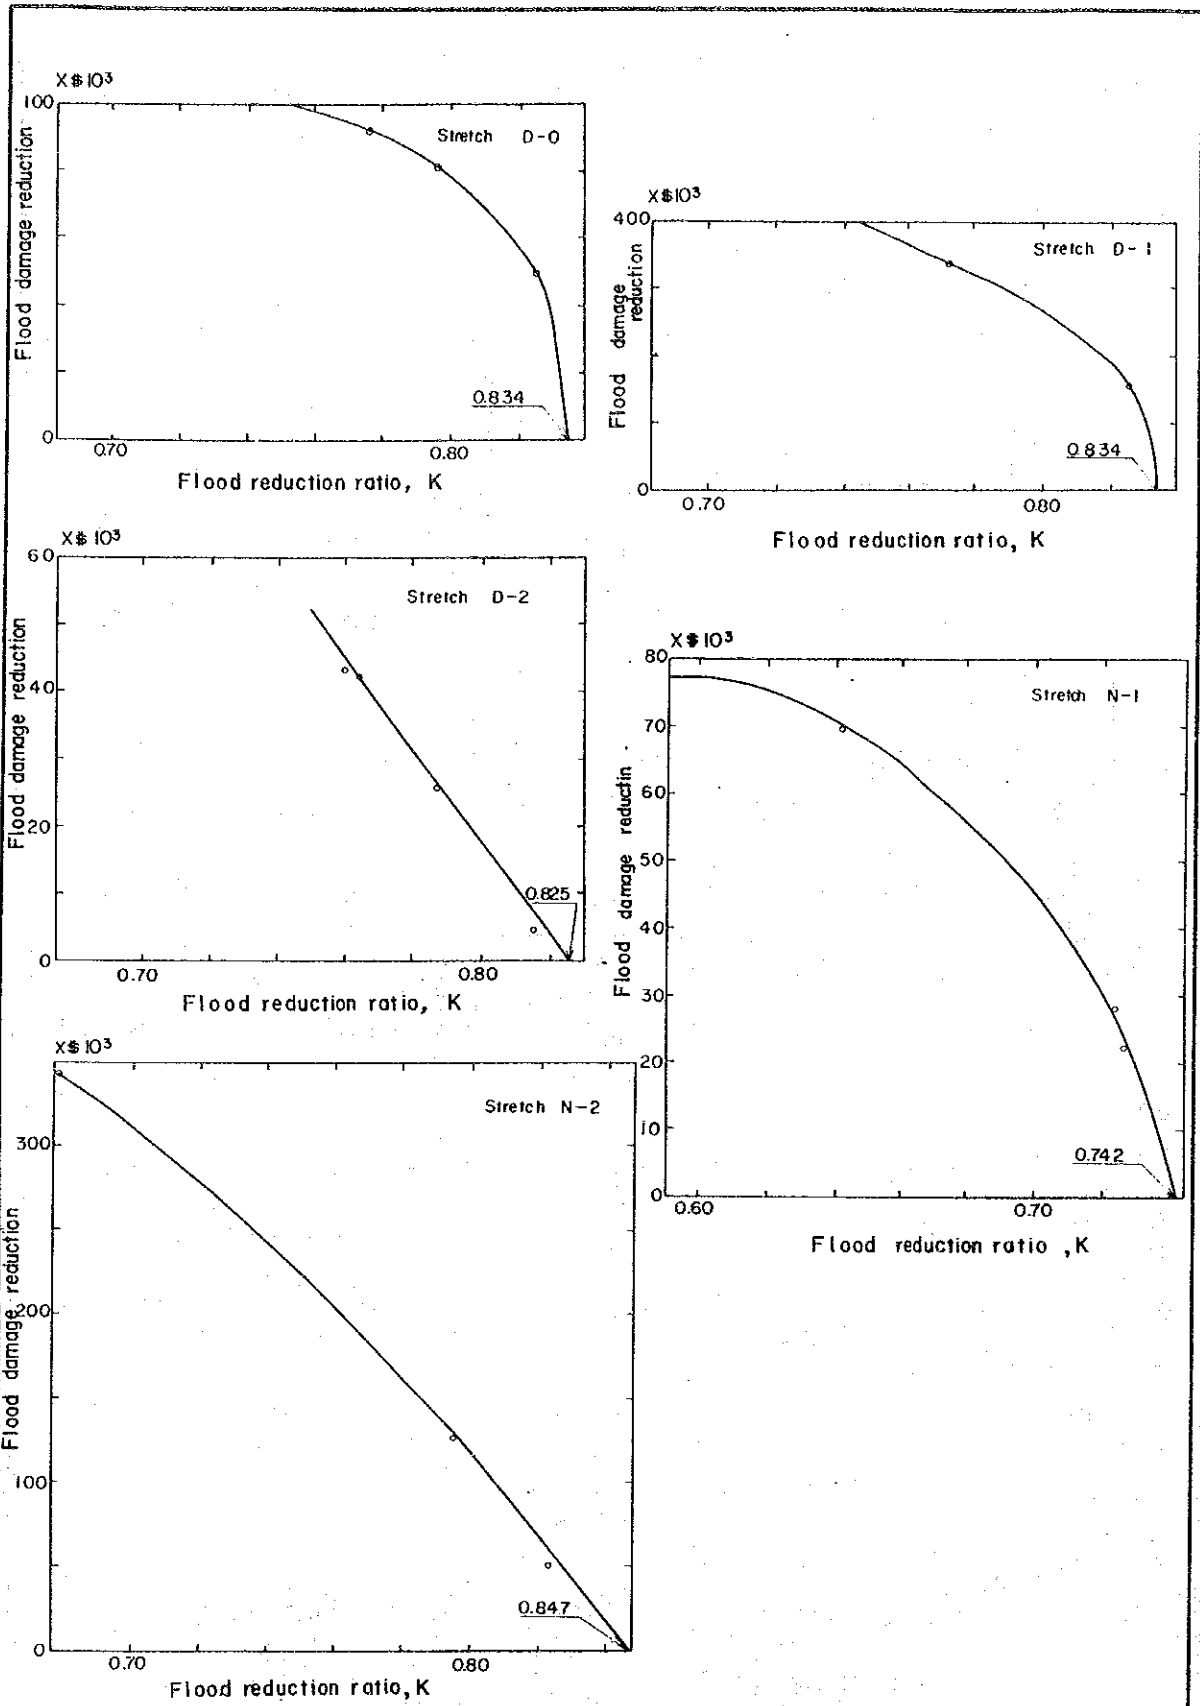 X $ 10³
100
Stretch D-0
Flood damage reduction
0.834
0
0.70
0.80
Flood reduction ratio, K
X $ 10³
400
Stretch D-1
Flood damage
reduction
0.834
0
0.70
0.80
Flood reduction ratio, K
X $ 10³
60
Stretch D-2
Flood damage reduction
40
20
0.825
0
0.70
0.80
Flood reduction ratio, K
X $ 10³
80
Stretch N-1
70
60
Flood damage reductin
50
40
30
20
10
0.742
0
0.60
0.70
Flood reduction ratio ,K
X $ 10³
Stretch N-2
300
Flood damage reduction
200
100
0.847
0
0.70
0.80
Flood reduction ratio, K